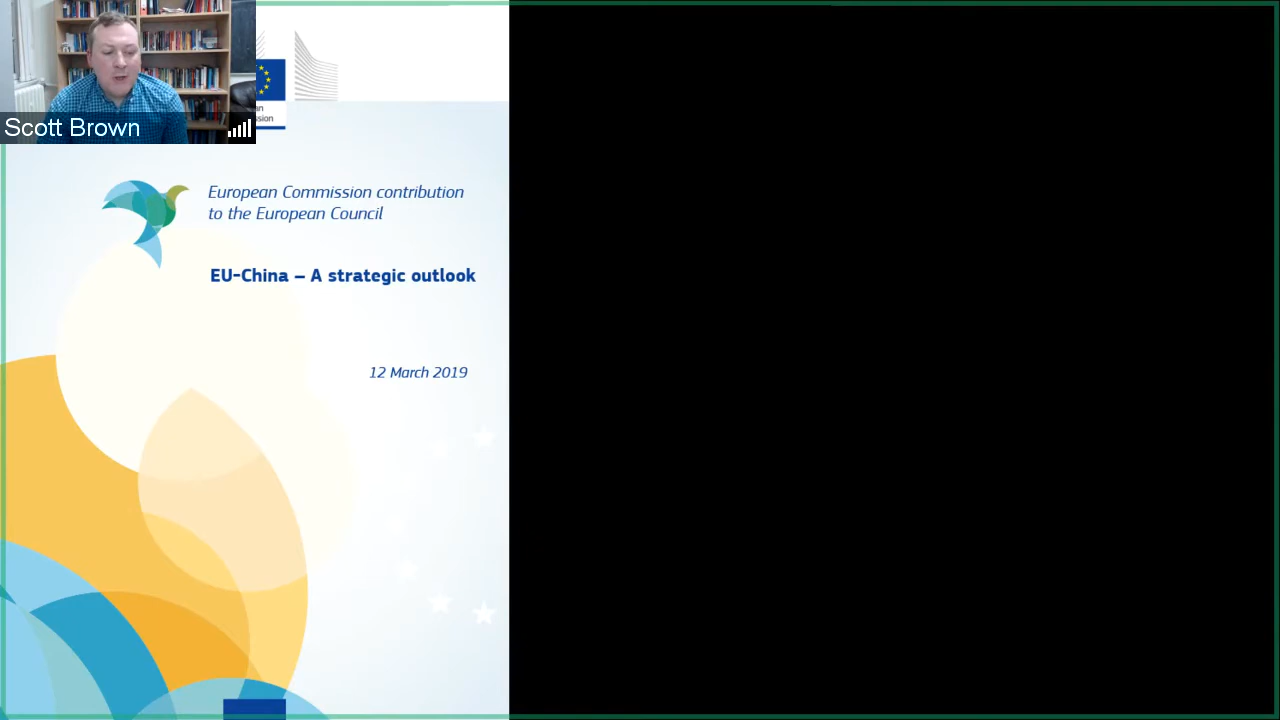 Scott Brown
European Commission contribution
to the European Council
EU-China – A strategic outlook
12 March 2019